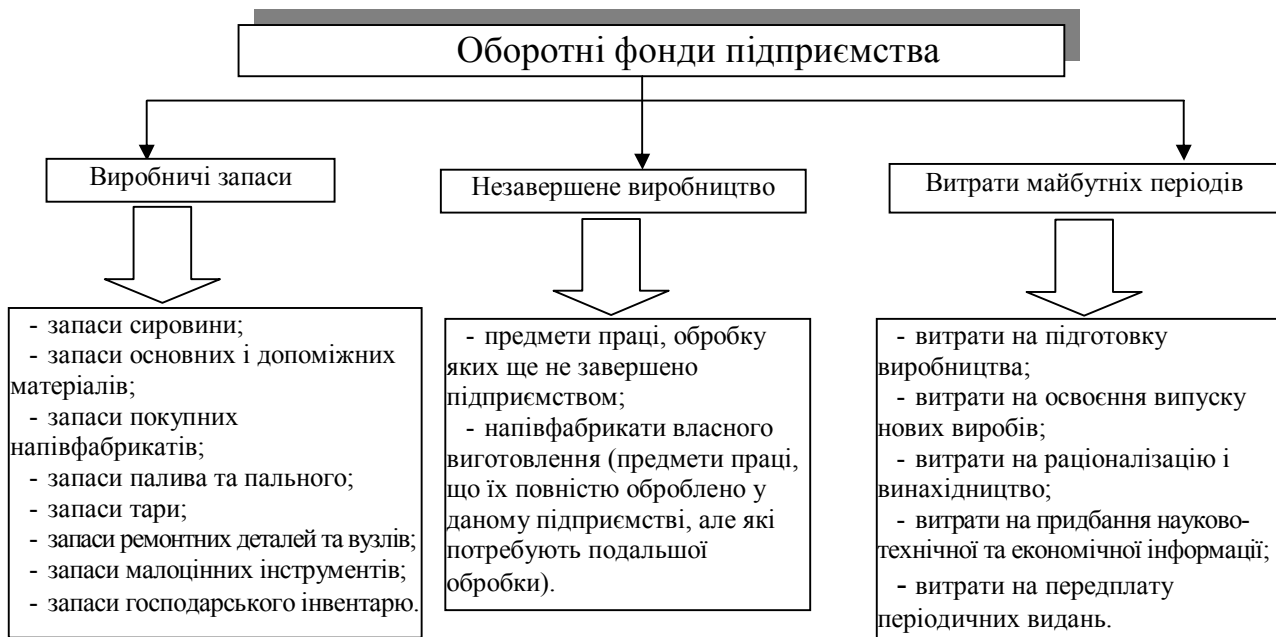 Оборотні фонди підприємства
Виробничі запаси
Незавершене виробництво
Витрати майбутніх періодів
- запаси сировини;
- запаси основних і допоміжних
матеріалів;
- запаси покупних
напівфабрикатів;
- запаси палива та пального;
- запаси тари;
- запаси ремонтних деталей та вузлів;
- запаси малоцінних інструментів;
- запаси господарського інвентарю.
- предмети праці, обробку
яких ще не завершено
підприємством;
- напівфабрикати власного
виготовлення (предмети праці,
що їх повністю оброблено у
даному підприємстві, але які
потребують подальшої
обробки).
- витрати на підготовку
виробництва;
- витрати на освоєння випуску
нових виробів;
- витрати на раціоналізацію і
винахідництво;
- витрати на придбання науково-
технічної та економічної інформації;
- витрати на передплату
періодичних видань.